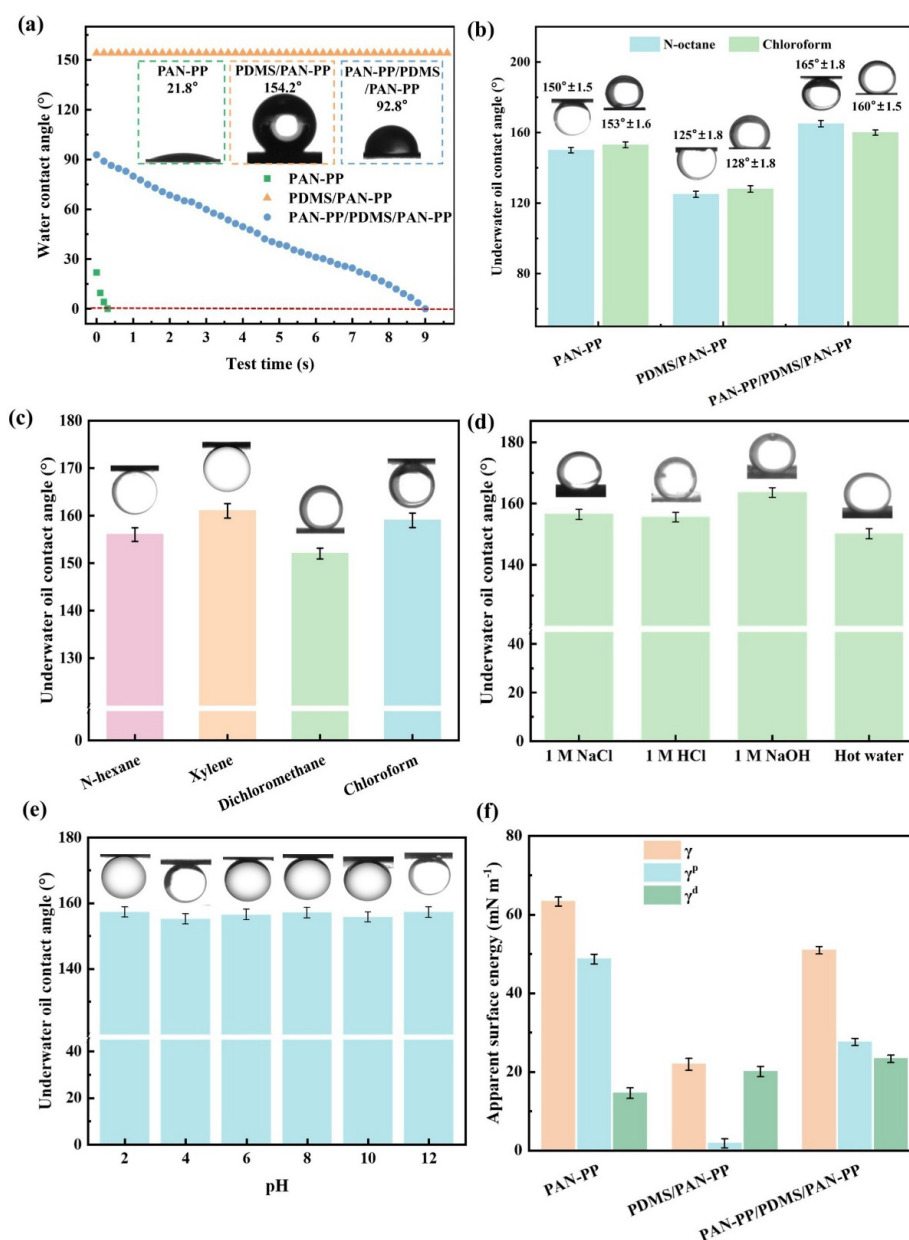 (a)
Water contact angle (°)
150
120
90
60
30
0
PAN-PP
21.8°
PDMS/PAN-PP
154.2°
PAN-PP/PDMS
/PAN-PP
92.8°
PAN-PP
PDMS/PAN-PP
PAN-PP/PDMS/PAN-PP
0 1 2 3 4 5 6 7 8 9
Test time (s)
(b)
Underwater oil contact angle (°)
200
160
120
80
N-octane
Chloroform
150°±1.5
153°±1.6
125°±1.8
128°±1.8
165°±1.8
160°±1.5
PAN-PP
PDMS/PAN-PP
PAN-PP/PDMS/PAN-PP
(c)
Underwater oil contact angle (°)
180
170
160
150
130
0
N-hexane
Xylene
Dichloromethane
Chloroform
(d)
Underwater oil contact angle (°)
180
160
140
40
20
0
1 M NaCl
1 M HCl
1 M NaOH
Hot water
(e)
Underwater oil contact angle (°)
180
160
140
40
20
0
2 4 6 8 10 12
pH
(f)
Apparent surface energy (mN m⁻¹)
80
60
40
20
0
γ
γᵖ
γᵈ
PAN-PP
PDMS/PAN-PP
PAN-PP/PDMS/PAN-PP